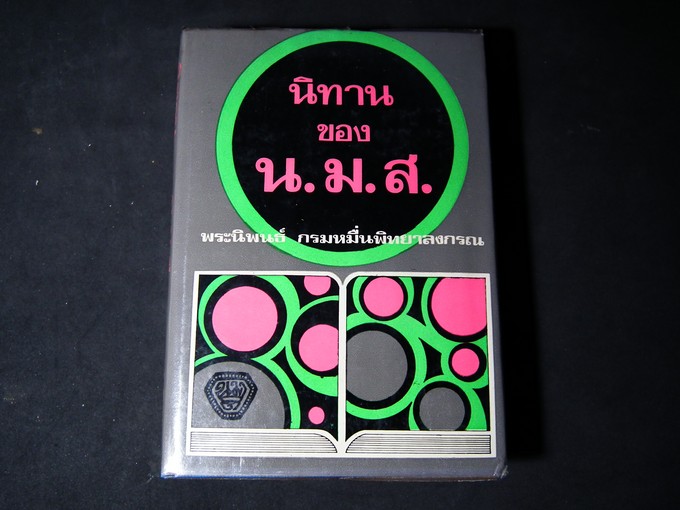 นิทาน
ของ
น.ม.ส.
พระนิพนธ์ กรมหมื่นพิทยาลงกรณ